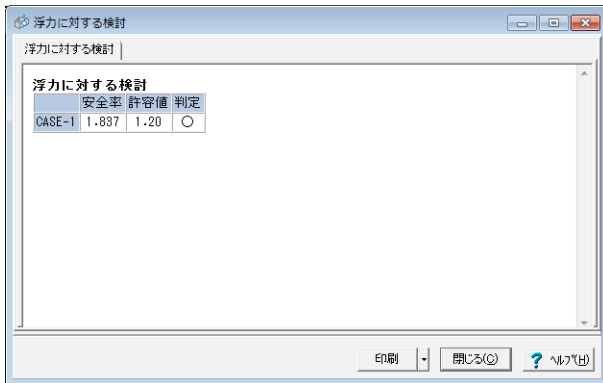 浮力に対する検討
浮力に対する検討
浮力に対する検討
安全率 許容値 判定
CASE-1 1.837 1.20 ○
印刷 閉じる(C) ? ヘルプ(H)